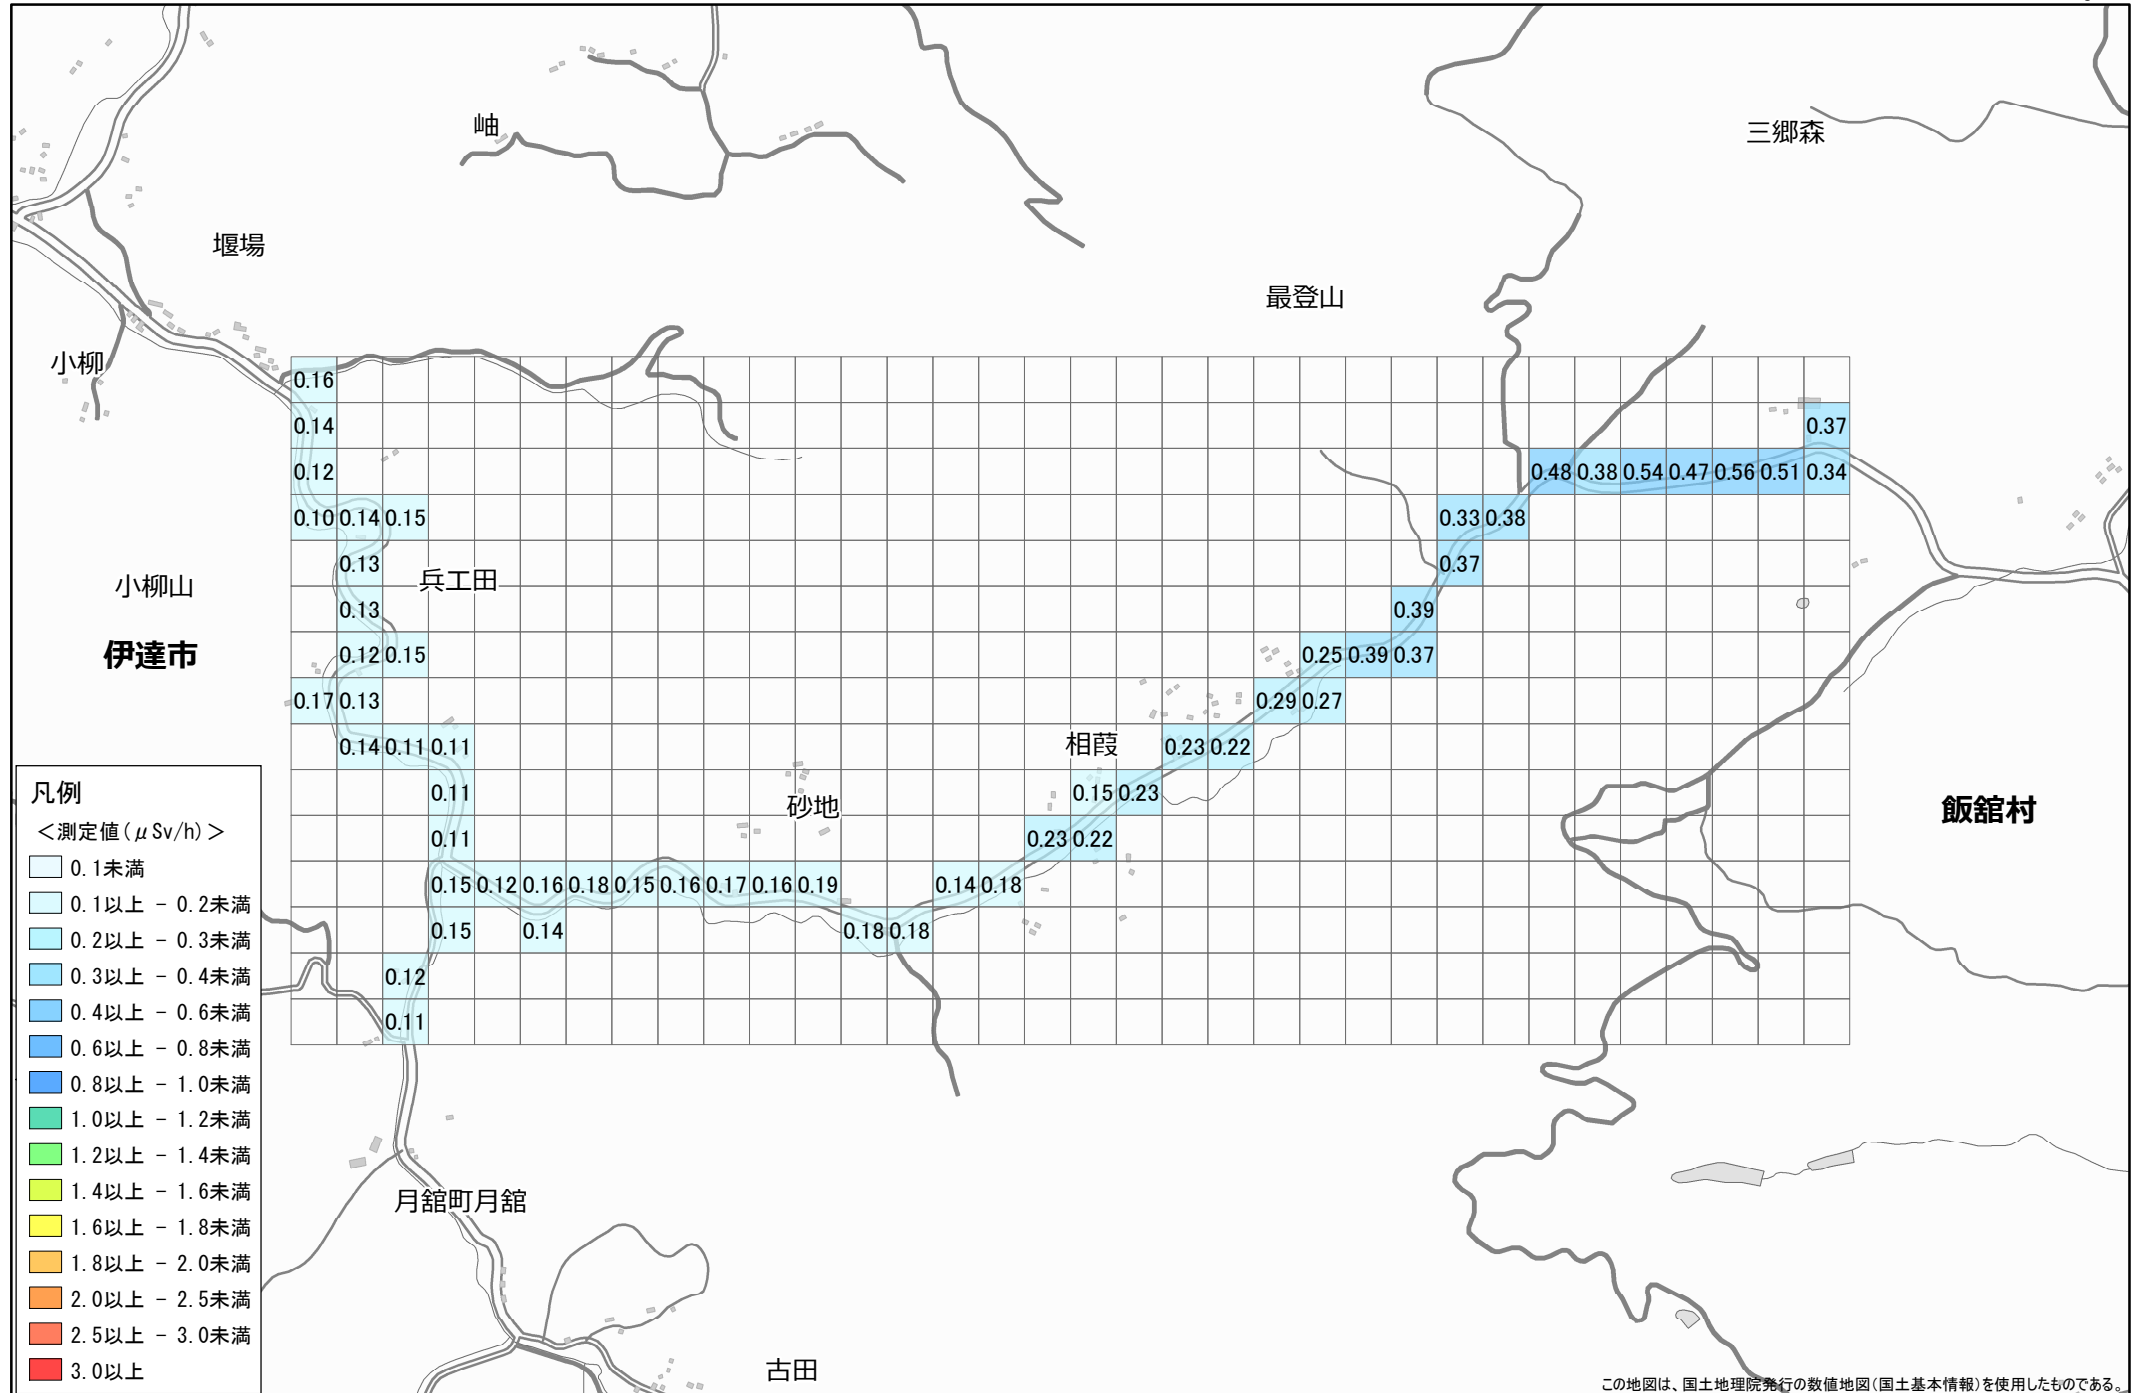 岫
三郷森
堰場
最登山
小柳
0.16
0.14 0.37
0.12 0.48 0.38 0.54 0.47 0.56 0.51 0.34
0.10 0.14 0.15 0.33 0.38
0.13 0.37
兵工田
小柳山
0.13 0.39
伊達市
0.12 0.15 0.25 0.39 0.37
0.17 0.13 0.29 0.27
0.14 0.11 0.11 0.23 0.22
相葭
0.11 0.15 0.23
砂地
飯舘村
0.11 0.23 0.22
0.15 0.12 0.16 0.18 0.15 0.16 0.17 0.16 0.19 0.14 0.18
0.15 0.14 0.18 0.18
0.12
0.11
凡例
＜測定値(μSv/h)＞
0.1未満
0.1以上 － 0.2未満
0.2以上 － 0.3未満
0.3以上 － 0.4未満
0.4以上 － 0.6未満
0.6以上 － 0.8未満
0.8以上 － 1.0未満
1.0以上 － 1.2未満
1.2以上 － 1.4未満
1.4以上 － 1.6未満
1.6以上 － 1.8未満
1.8以上 － 2.0未満
2.0以上 － 2.5未満
2.5以上 － 3.0未満
3.0以上
月舘町月舘
古田
この地図は、国土地理院発行の数値地図(国土基本情報)を使用したものである。